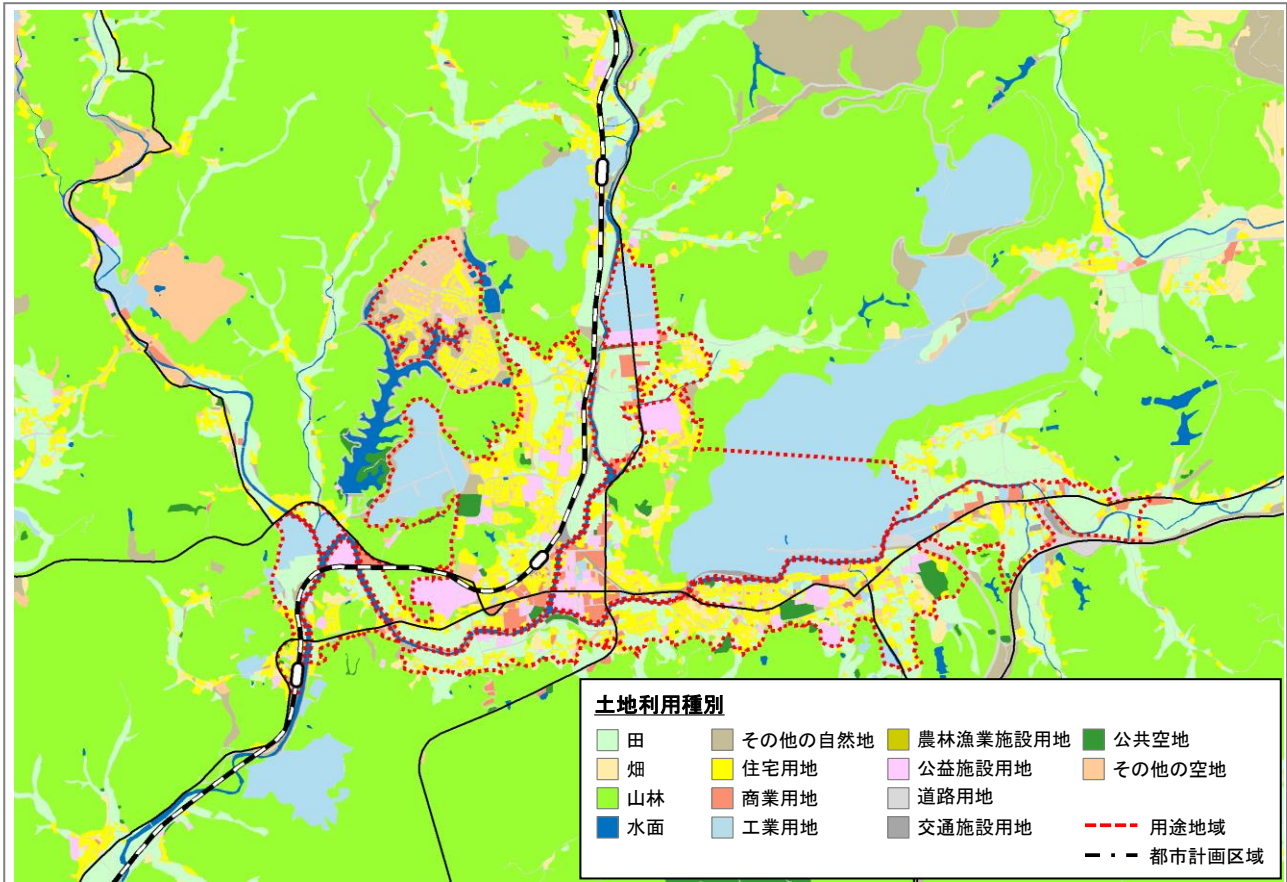 土地利用種別
田 その他の自然地 農林漁業施設用地 公共空地
畑 住宅用地 公益施設用地 その他の空地
山林 商業用地 道路用地
水面 工業用地 交通施設用地 用途地域
都市計画区域